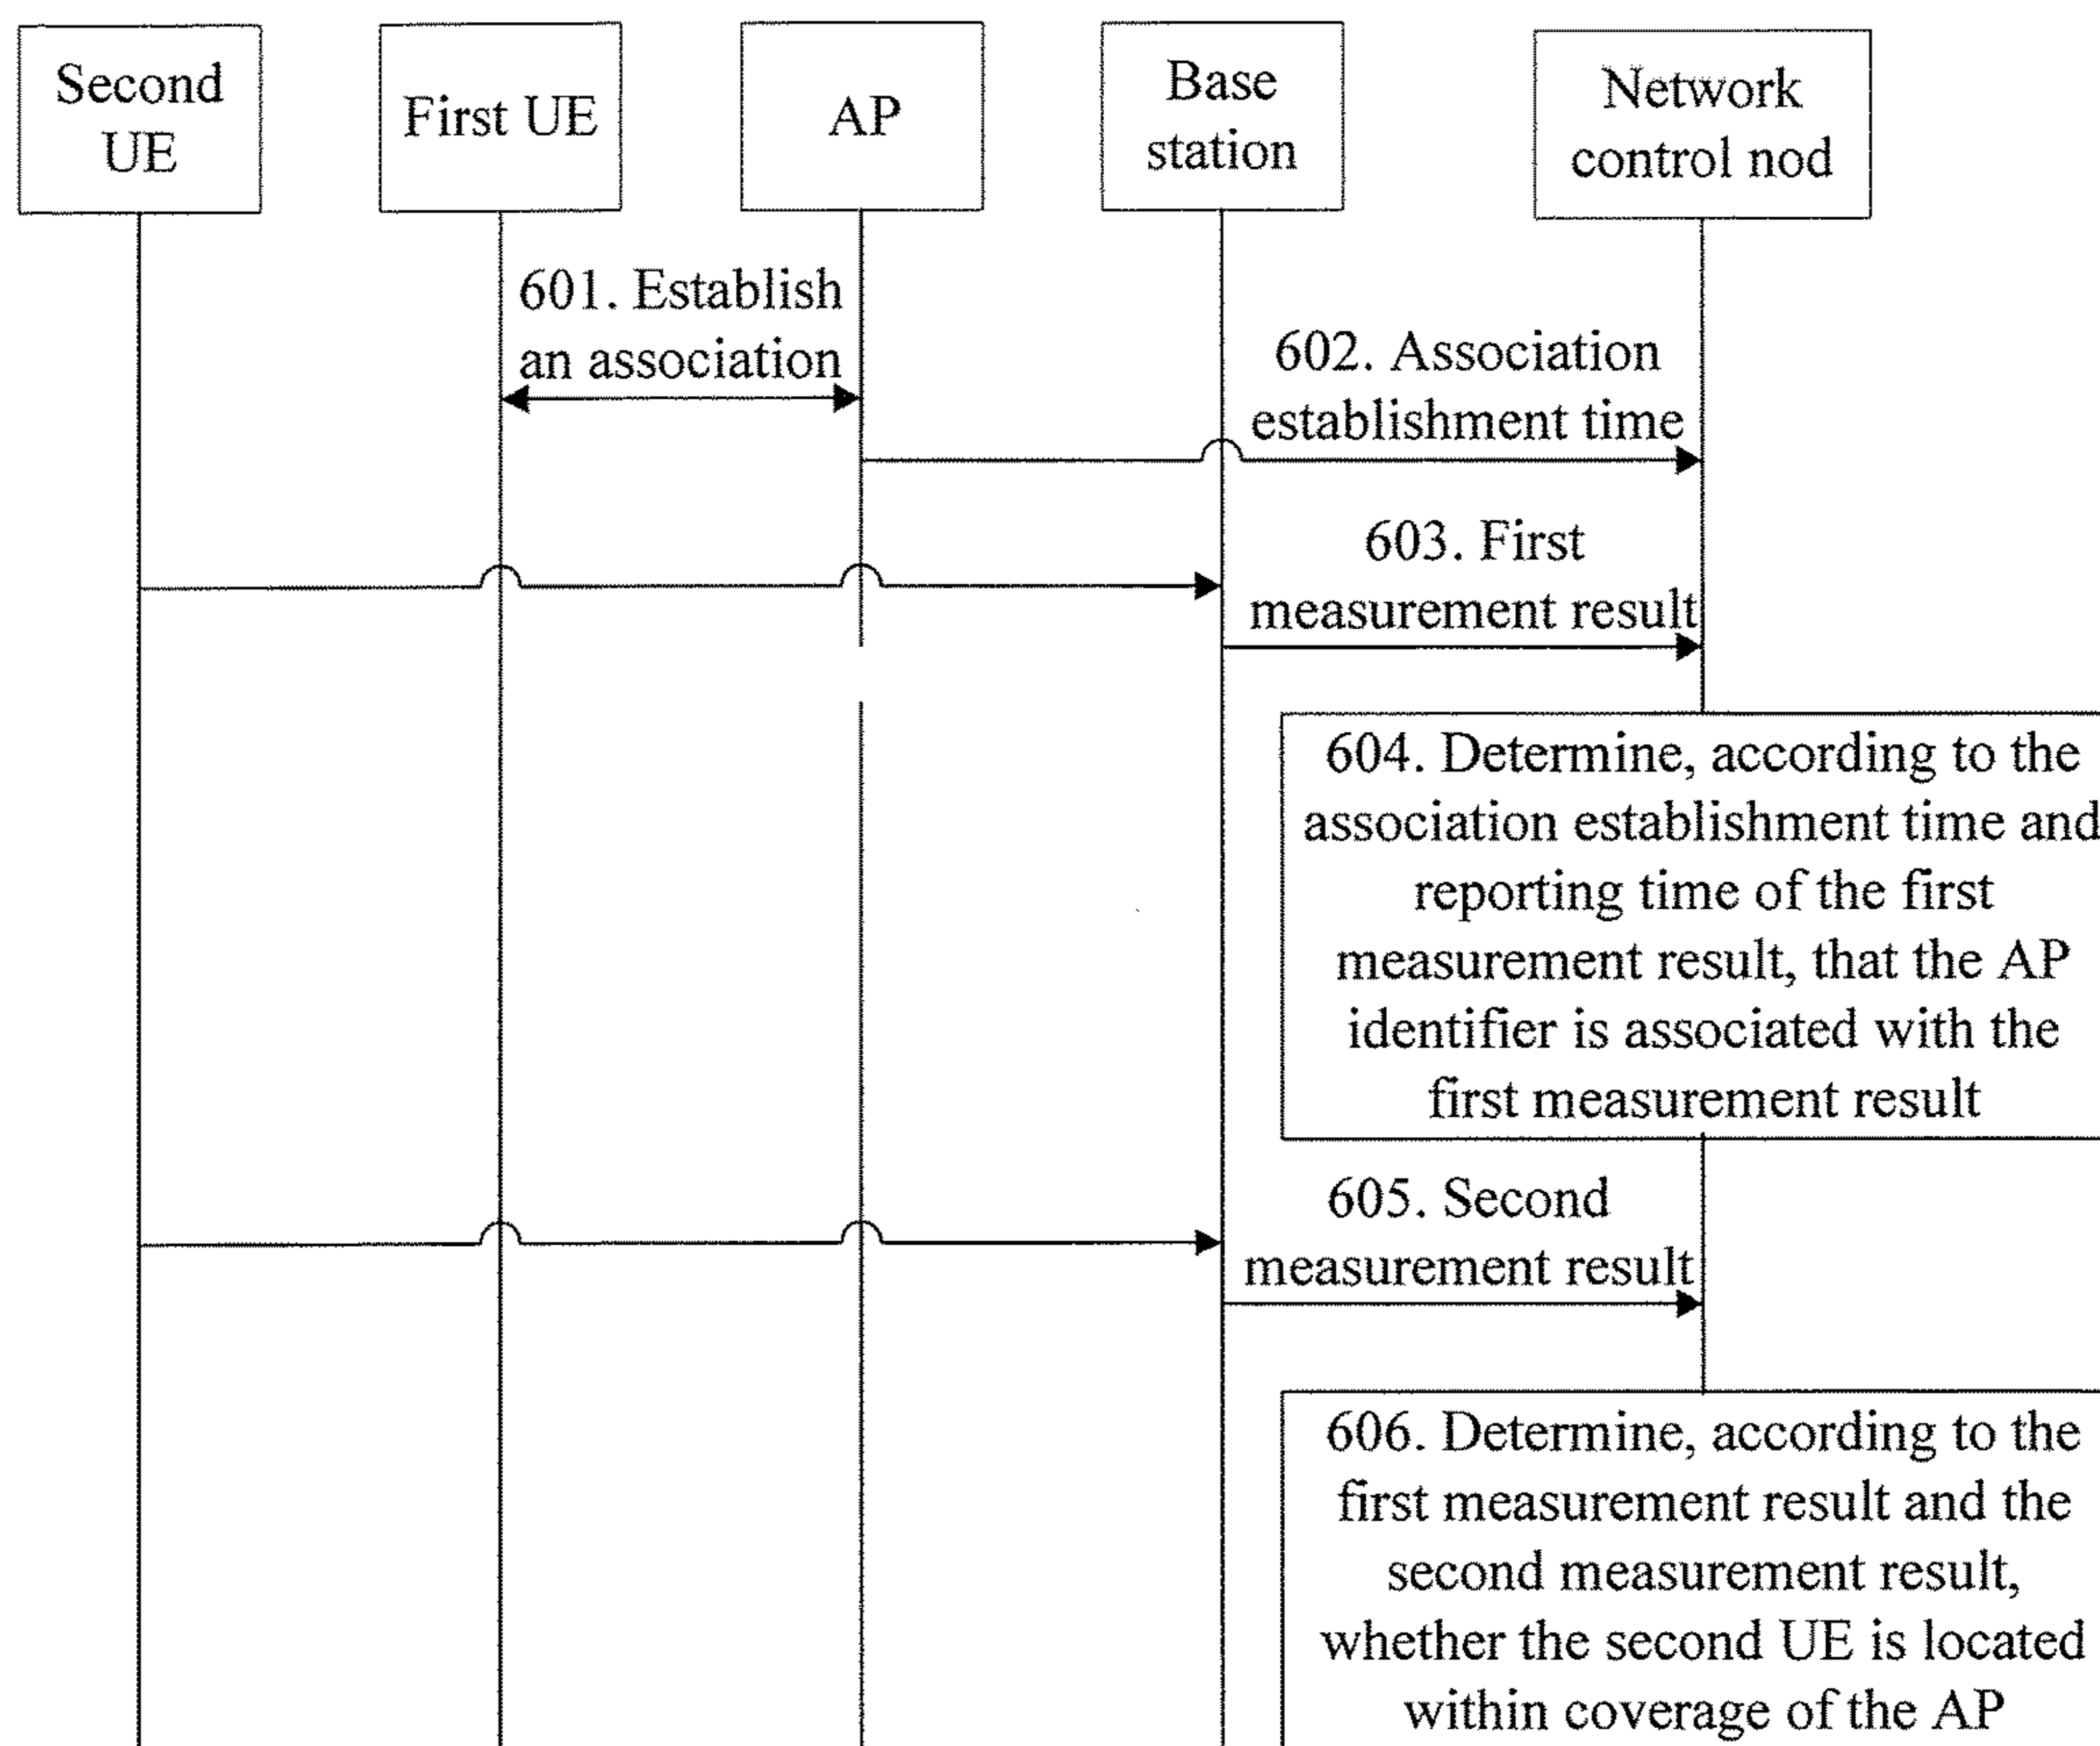 Second
UE
First UE
AP
Base
station
Network
control nod
601. Establish
an association
602. Association
establishment time
603. First
measurement result
604. Determine, according to the
association establishment time and
reporting time of the first
measurement result, that the AP
identifier is associated with the
first measurement result
605. Second
measurement result
606. Determine, according to the
first measurement result and the
second measurement result,
whether the second UE is located
within coverage of the AP